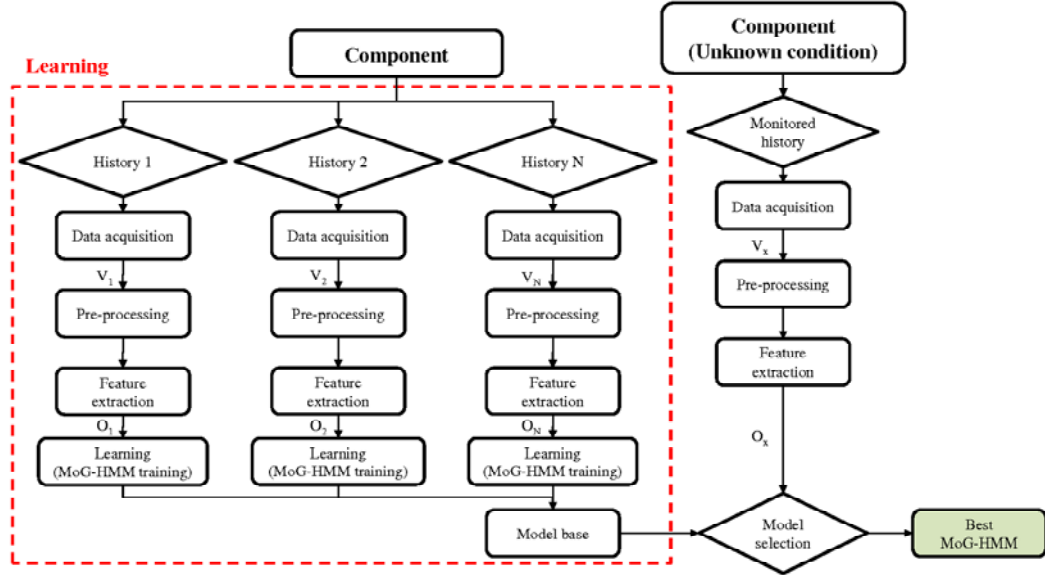 Component
Component
(Unknown condition)
Learning
Monitored
history
History 1
History 2
History N
Data acquisition
Data acquisition
Data acquisition
Data acquisition
V1
V2
VN
Vx
Pre-processing
Pre-processing
Pre-processing
Pre-processing
Feature
extraction
Feature
extraction
Feature
extraction
Feature
extraction
O1
O2
ON
Ox
Learning
(MoG-HMM training)
Learning
(MoG-HMM training)
Learning
(MoG-HMM training)
Model base
Model
selection
Best
MoG-HMM